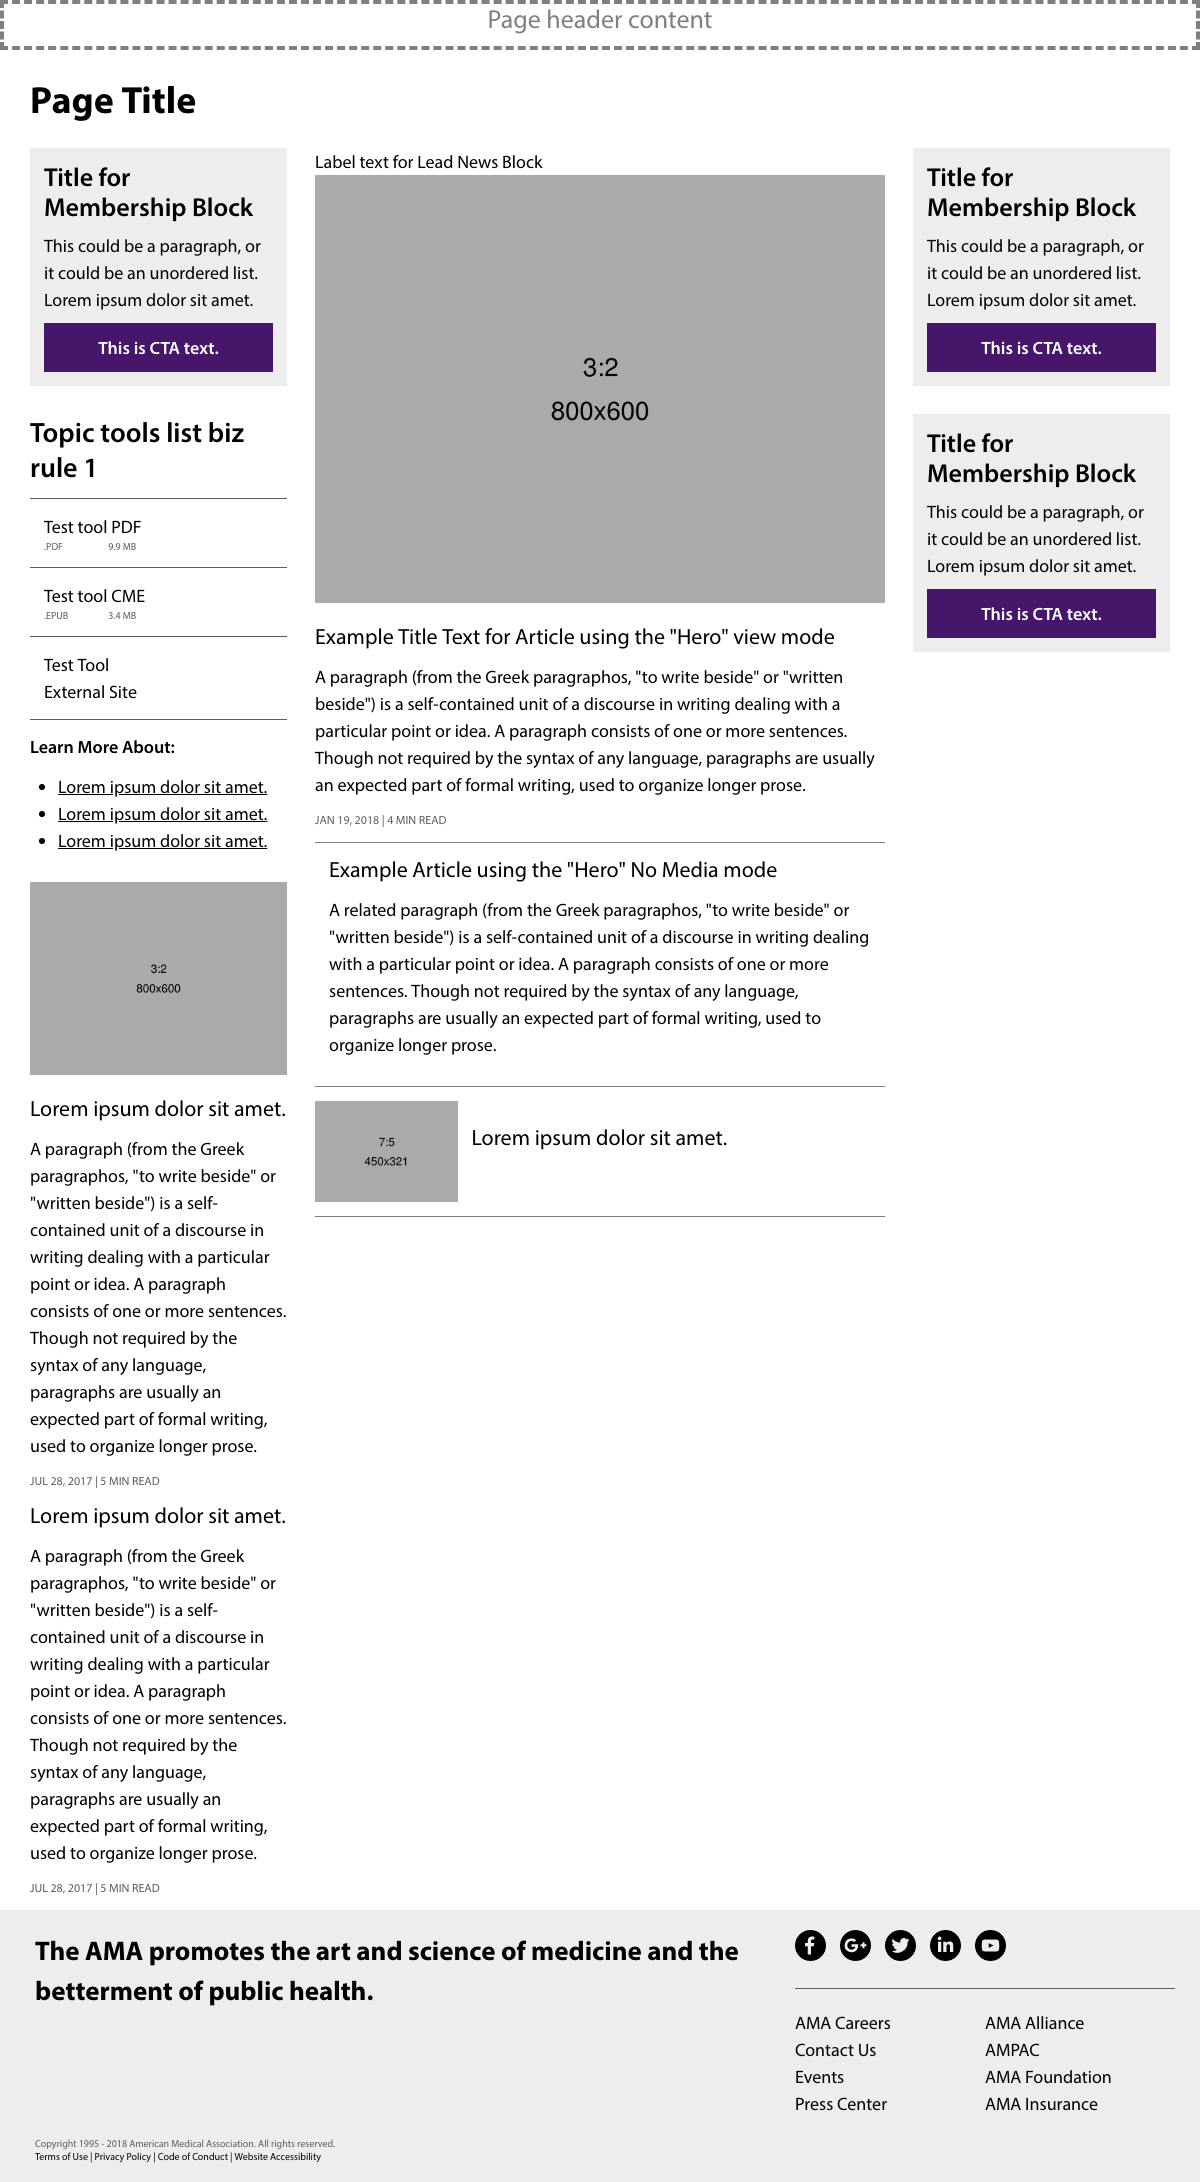 Page header content
Page Title
Title for
Membership Block
This could be a paragraph, or
it could be an unordered list.
Lorem ipsum dolor sit amet.
This is CTA text.
Topic tools list biz
rule 1
Test tool PDF
.PDF 9.9 MB
Test tool CME
.EPUB 3.4 MB
Test Tool
External Site
Learn More About:
Lorem ipsum dolor sit amet.
Lorem ipsum dolor sit amet.
Lorem ipsum dolor sit amet.
3:2
800x600
Lorem ipsum dolor sit amet.
A paragraph (from the Greek
paragraphos, "to write beside" or
"written beside") is a self-
contained unit of a discourse in
writing dealing with a particular
point or idea. A paragraph
consists of one or more sentences.
Though not required by the
syntax of any language,
paragraphs are usually an
expected part of formal writing,
used to organize longer prose.
JUL 28, 2017 | 5 MIN READ
Lorem ipsum dolor sit amet.
A paragraph (from the Greek
paragraphos, "to write beside" or
"written beside") is a self-
contained unit of a discourse in
writing dealing with a particular
point or idea. A paragraph
consists of one or more sentences.
Though not required by the
syntax of any language,
paragraphs are usually an
expected part of formal writing,
used to organize longer prose.
JUL 28, 2017 | 5 MIN READ
Label text for Lead News Block
3:2
800x600
Example Title Text for Article using the "Hero" view mode
A paragraph (from the Greek paragraphos, "to write beside" or "written
beside") is a self-contained unit of a discourse in writing dealing with a
particular point or idea. A paragraph consists of one or more sentences.
Though not required by the syntax of any language, paragraphs are usually
an expected part of formal writing, used to organize longer prose.
JAN 19, 2018 | 4 MIN READ
Example Article using the "Hero" No Media mode
A related paragraph (from the Greek paragraphos, "to write beside" or
"written beside") is a self-contained unit of a discourse in writing dealing
with a particular point or idea. A paragraph consists of one or more
sentences. Though not required by the syntax of any language,
paragraphs are usually an expected part of formal writing, used to
organize longer prose.
7:5
450x321
Lorem ipsum dolor sit amet.
Title for
Membership Block
This could be a paragraph, or
it could be an unordered list.
Lorem ipsum dolor sit amet.
This is CTA text.
Title for
Membership Block
This could be a paragraph, or
it could be an unordered list.
Lorem ipsum dolor sit amet.
This is CTA text.
The AMA promotes the art and science of medicine and the
betterment of public health.
AMA Careers
Contact Us
Events
Press Center
AMA Alliance
AMPAC
AMA Foundation
AMA Insurance
Copyright 1995 - 2018 American Medical Association. All rights reserved.
Terms of Use | Privacy Policy | Code of Conduct | Website Accessibility